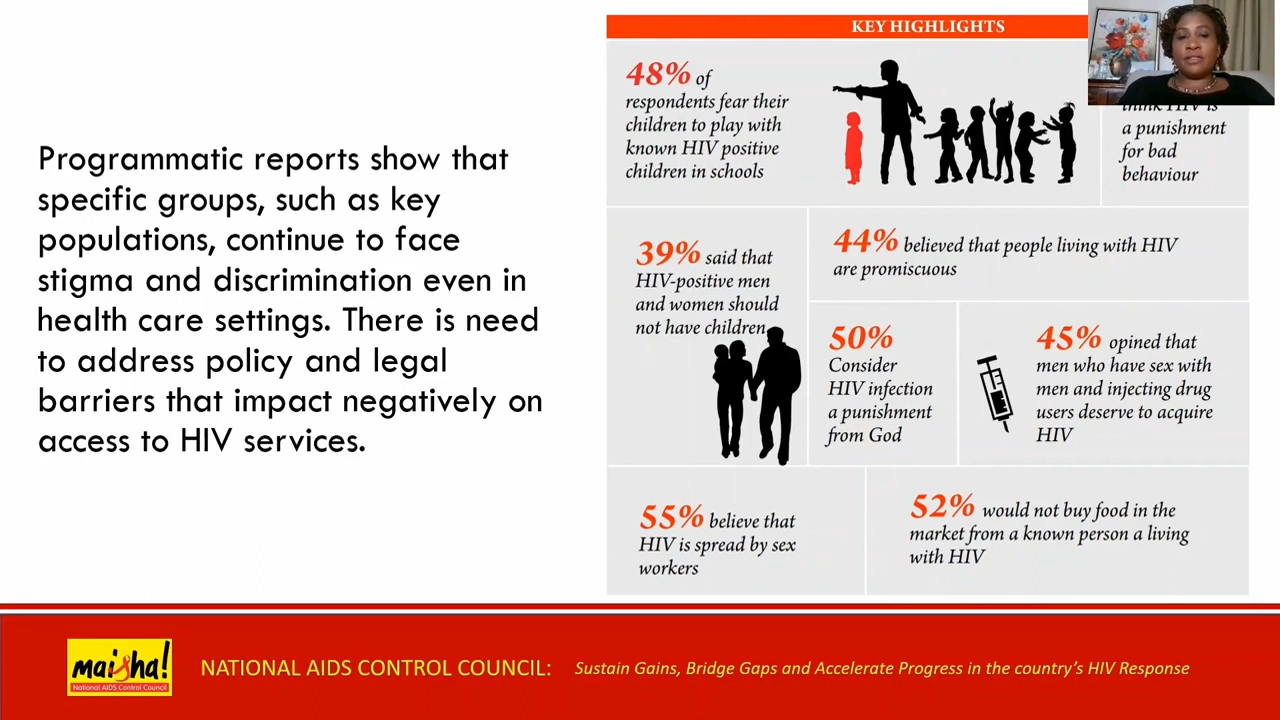 Programmatic reports show that
specific groups, such as key
populations, continue to face
stigma and discrimination even in
health care settings. There is need
to address policy and legal
barriers that impact negatively on
access to HIV services.
KEY HIGHLIGHTS
48% of
respondents fear their
children to play with
known HIV positive
children in schools
think HIV is
a punishment
for bad
behaviour
39% said that
HIV-positive men
and women should
not have children.
44% believed that people living with HIV
are promiscuous
50%
Consider
HIV infection
a punishment
from God
45% opined that
men who have sex with
men and injecting drug
users deserve to acquire
HIV
55% believe that
HIV is spread by sex
workers
52% would not buy food in the
market from a known person a living
with HIV
maisha!
National AIDS Control Council
NATIONAL AIDS CONTROL COUNCIL: Sustain Gains, Bridge Gaps and Accelerate Progress in the country's HIV Response